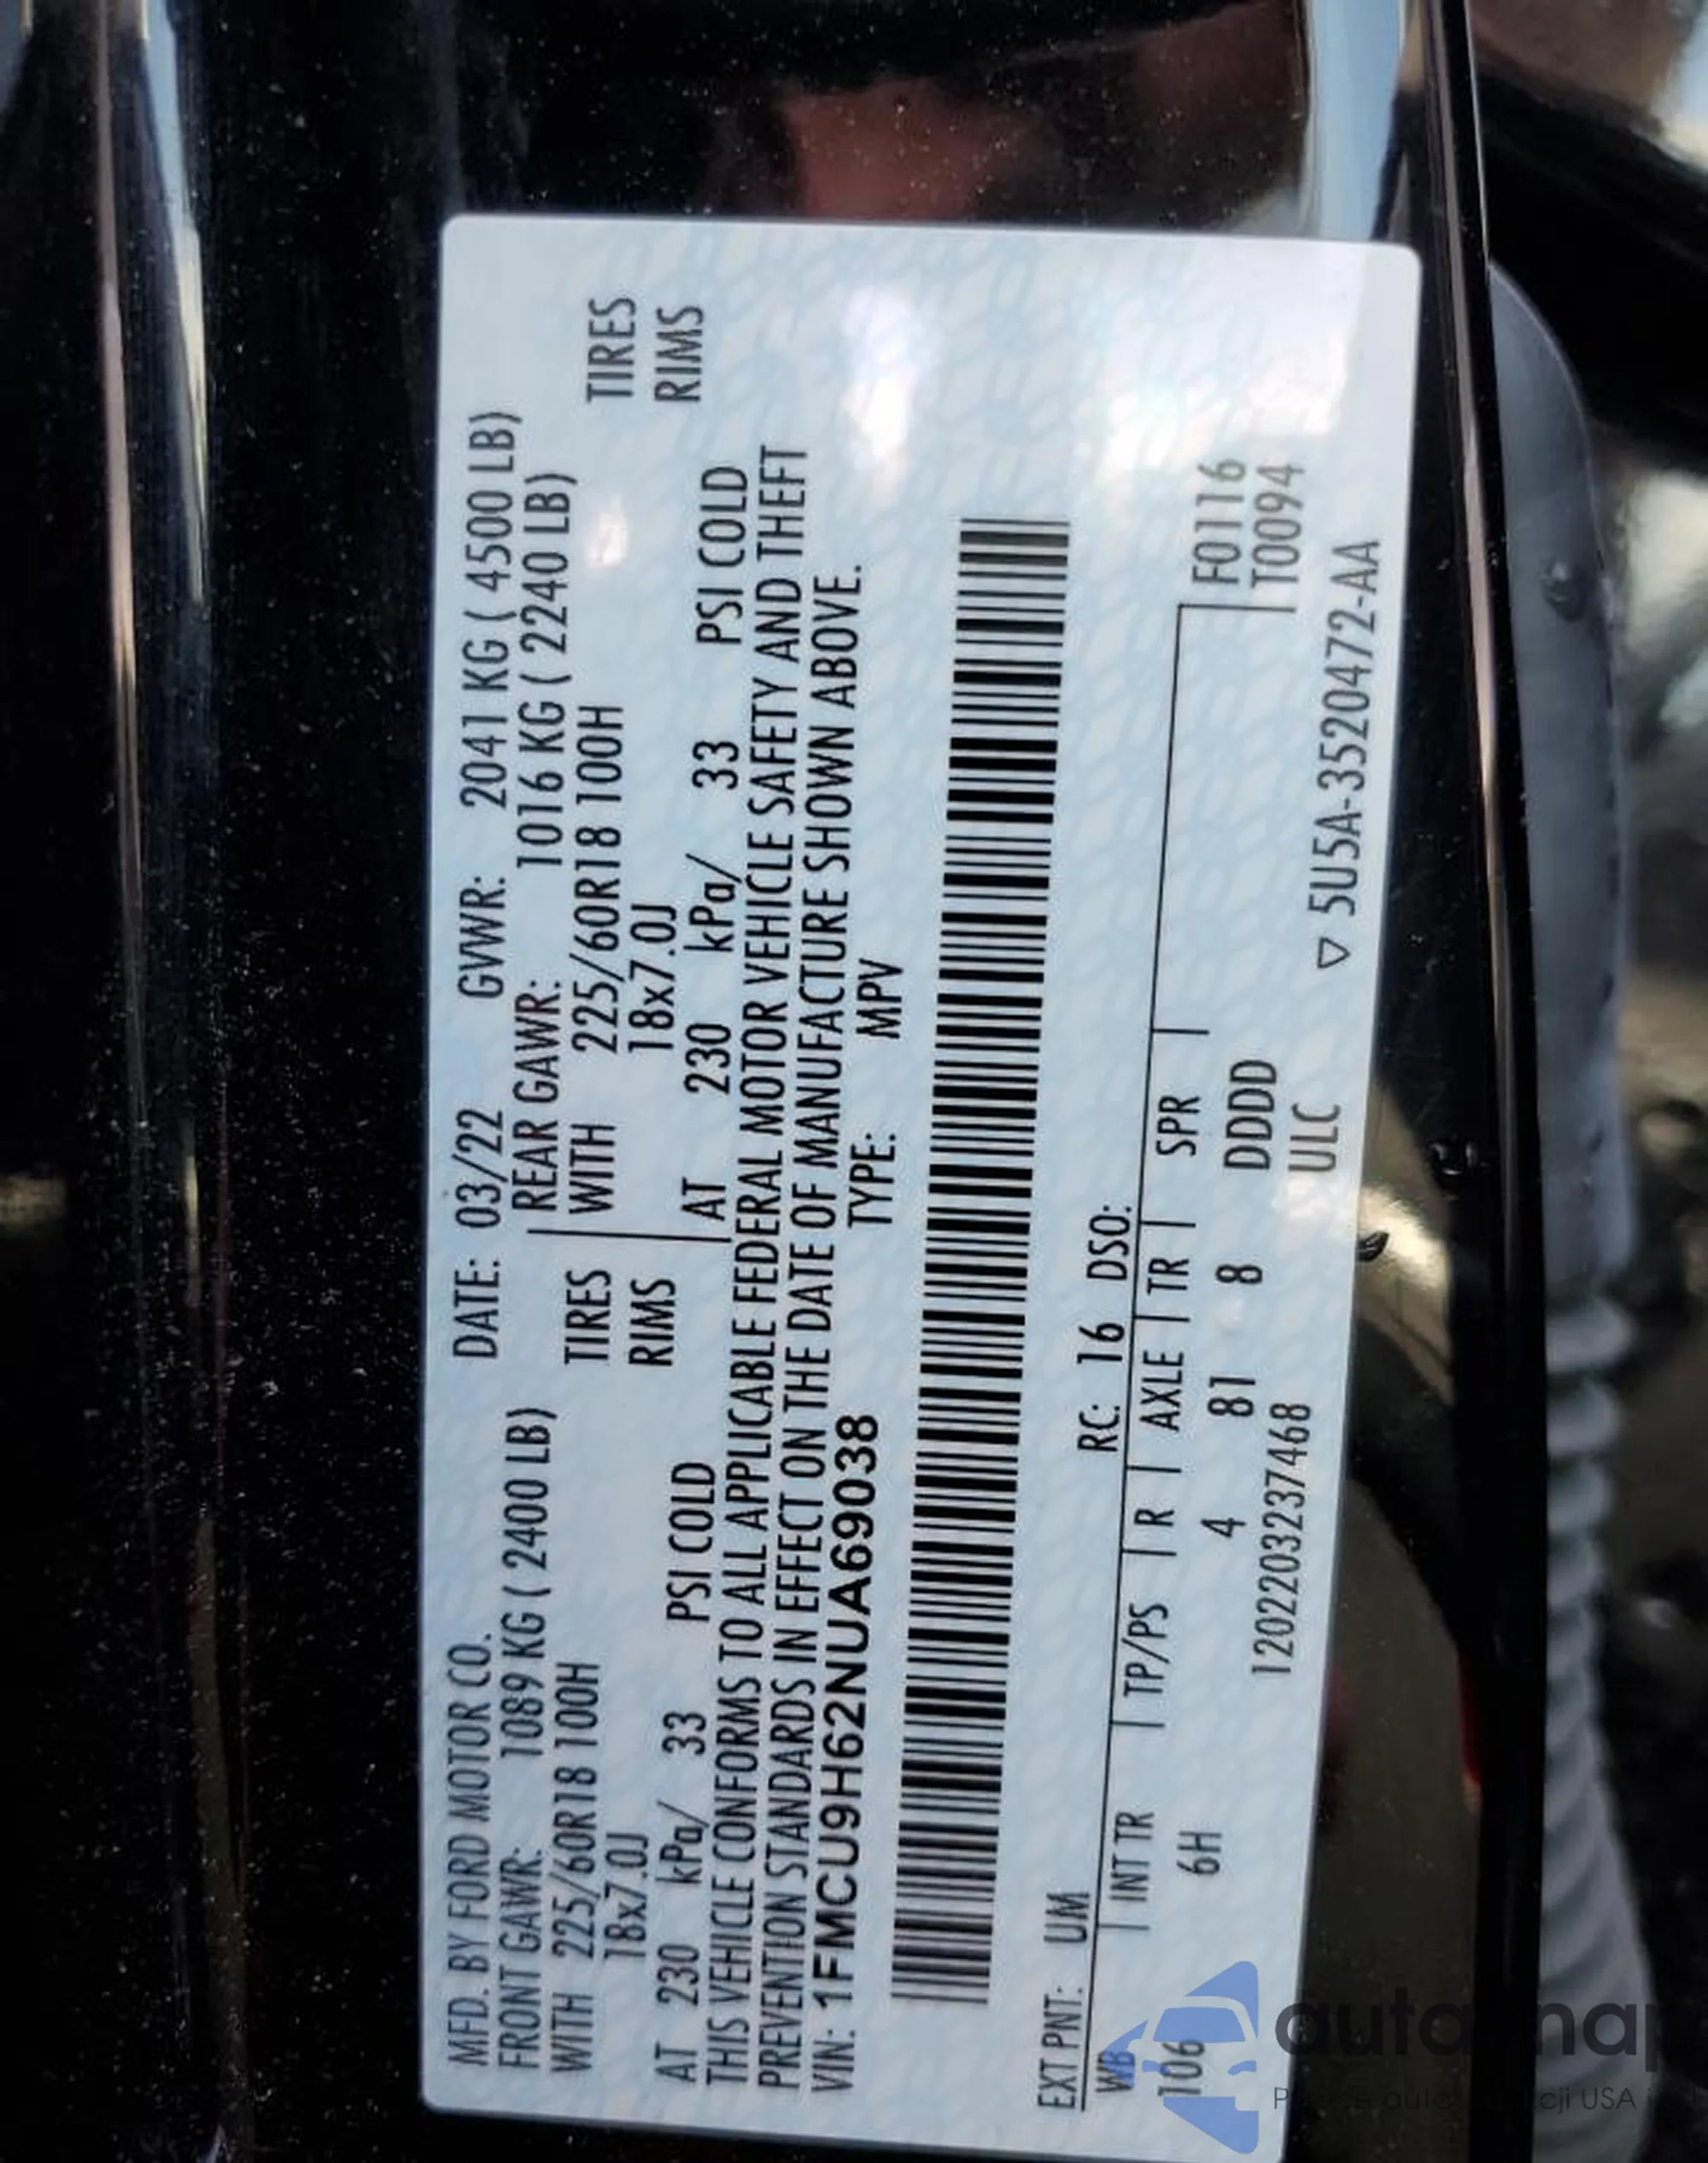 MFD. BY FORD MOTOR CO. DATE: 03/22 GVWR: 2041 KG ( 4500 LB)
FRONT GAWR: 1089 KG ( 2400 LB) REAR GAWR: 1016 KG ( 2240 LB)
WITH 225/60R18 100H TIRES WITH 225/60R18 100H TIRES
18x7.0J RIMS 18x7.0J RIMS
AT 230 kPa/ 33 PSI COLD AT 230 kPa/ 33 PSI COLD
THIS VEHICLE CONFORMS TO ALL APPLICABLE FEDERAL MOTOR VEHICLE SAFETY AND THEFT
PREVENTION STANDARDS IN EFFECT ON THE DATE OF MANUFACTURE SHOWN ABOVE.
VIN: 1FMCU9H62NUA69038 TYPE: MPV
EXT PNT: UM RC: 16 DSO:
WB INT TR TP/PS R AXLE TR SPR
106 6H 4 81 8 DDDD F0116
T0094
120220323237468 ULC ▽ 5U5A-3520472-AA
USA